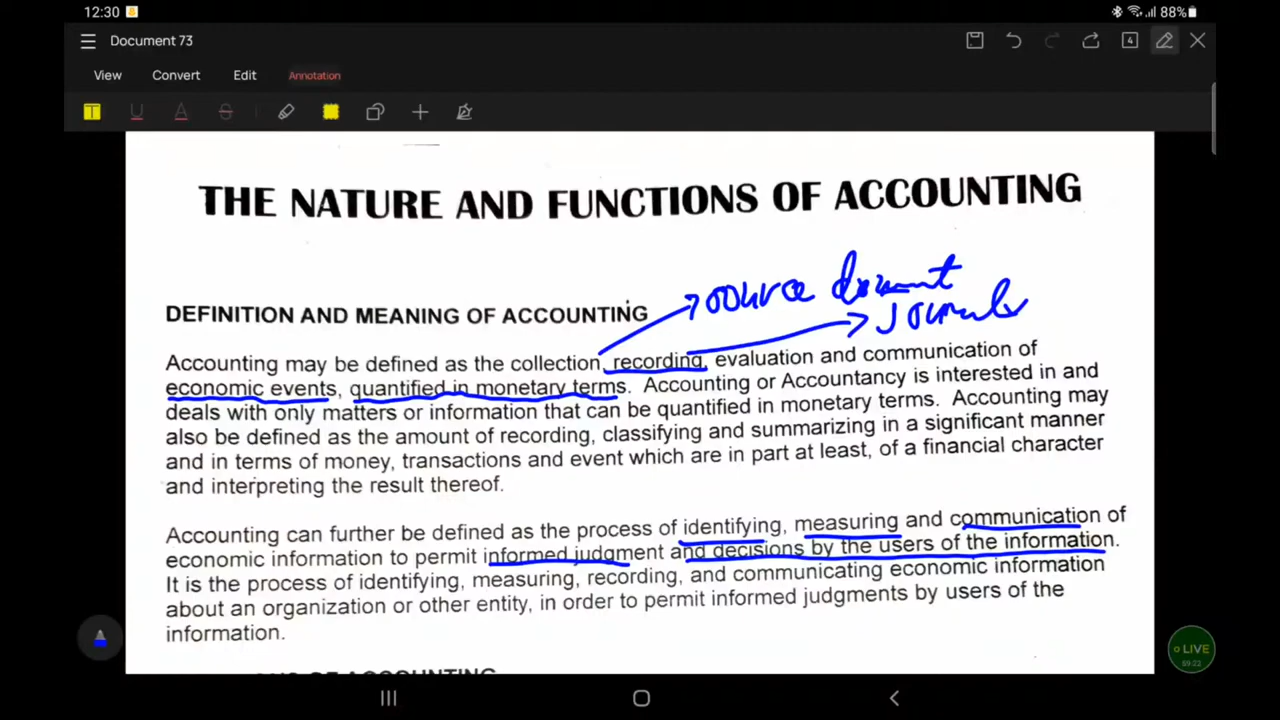 12:30
88%
Document 73
4
View Convert Edit Annotation
T U A S
THE NATURE AND FUNCTIONS OF ACCOUNTING
source document
Journals
DEFINITION AND MEANING OF ACCOUNTING
Accounting may be defined as the collection, recording, evaluation and communication of
economic events, quantified in monetary terms. Accounting or Accountancy is interested in and
deals with only matters or information that can be quantified in monetary terms. Accounting may
also be defined as the amount of recording, classifying and summarizing in a significant manner
and in terms of money, transactions and event which are in part at least, of a financial character
and interpreting the result thereof.
Accounting can further be defined as the process of identifying, measuring and communication of
economic information to permit informed judgment and decisions by the users of the information.
It is the process of identifying, measuring, recording, and communicating economic information
about an organization or other entity, in order to permit informed judgments by users of the
information.
OF ACCOUNTING
LIVE
59:22